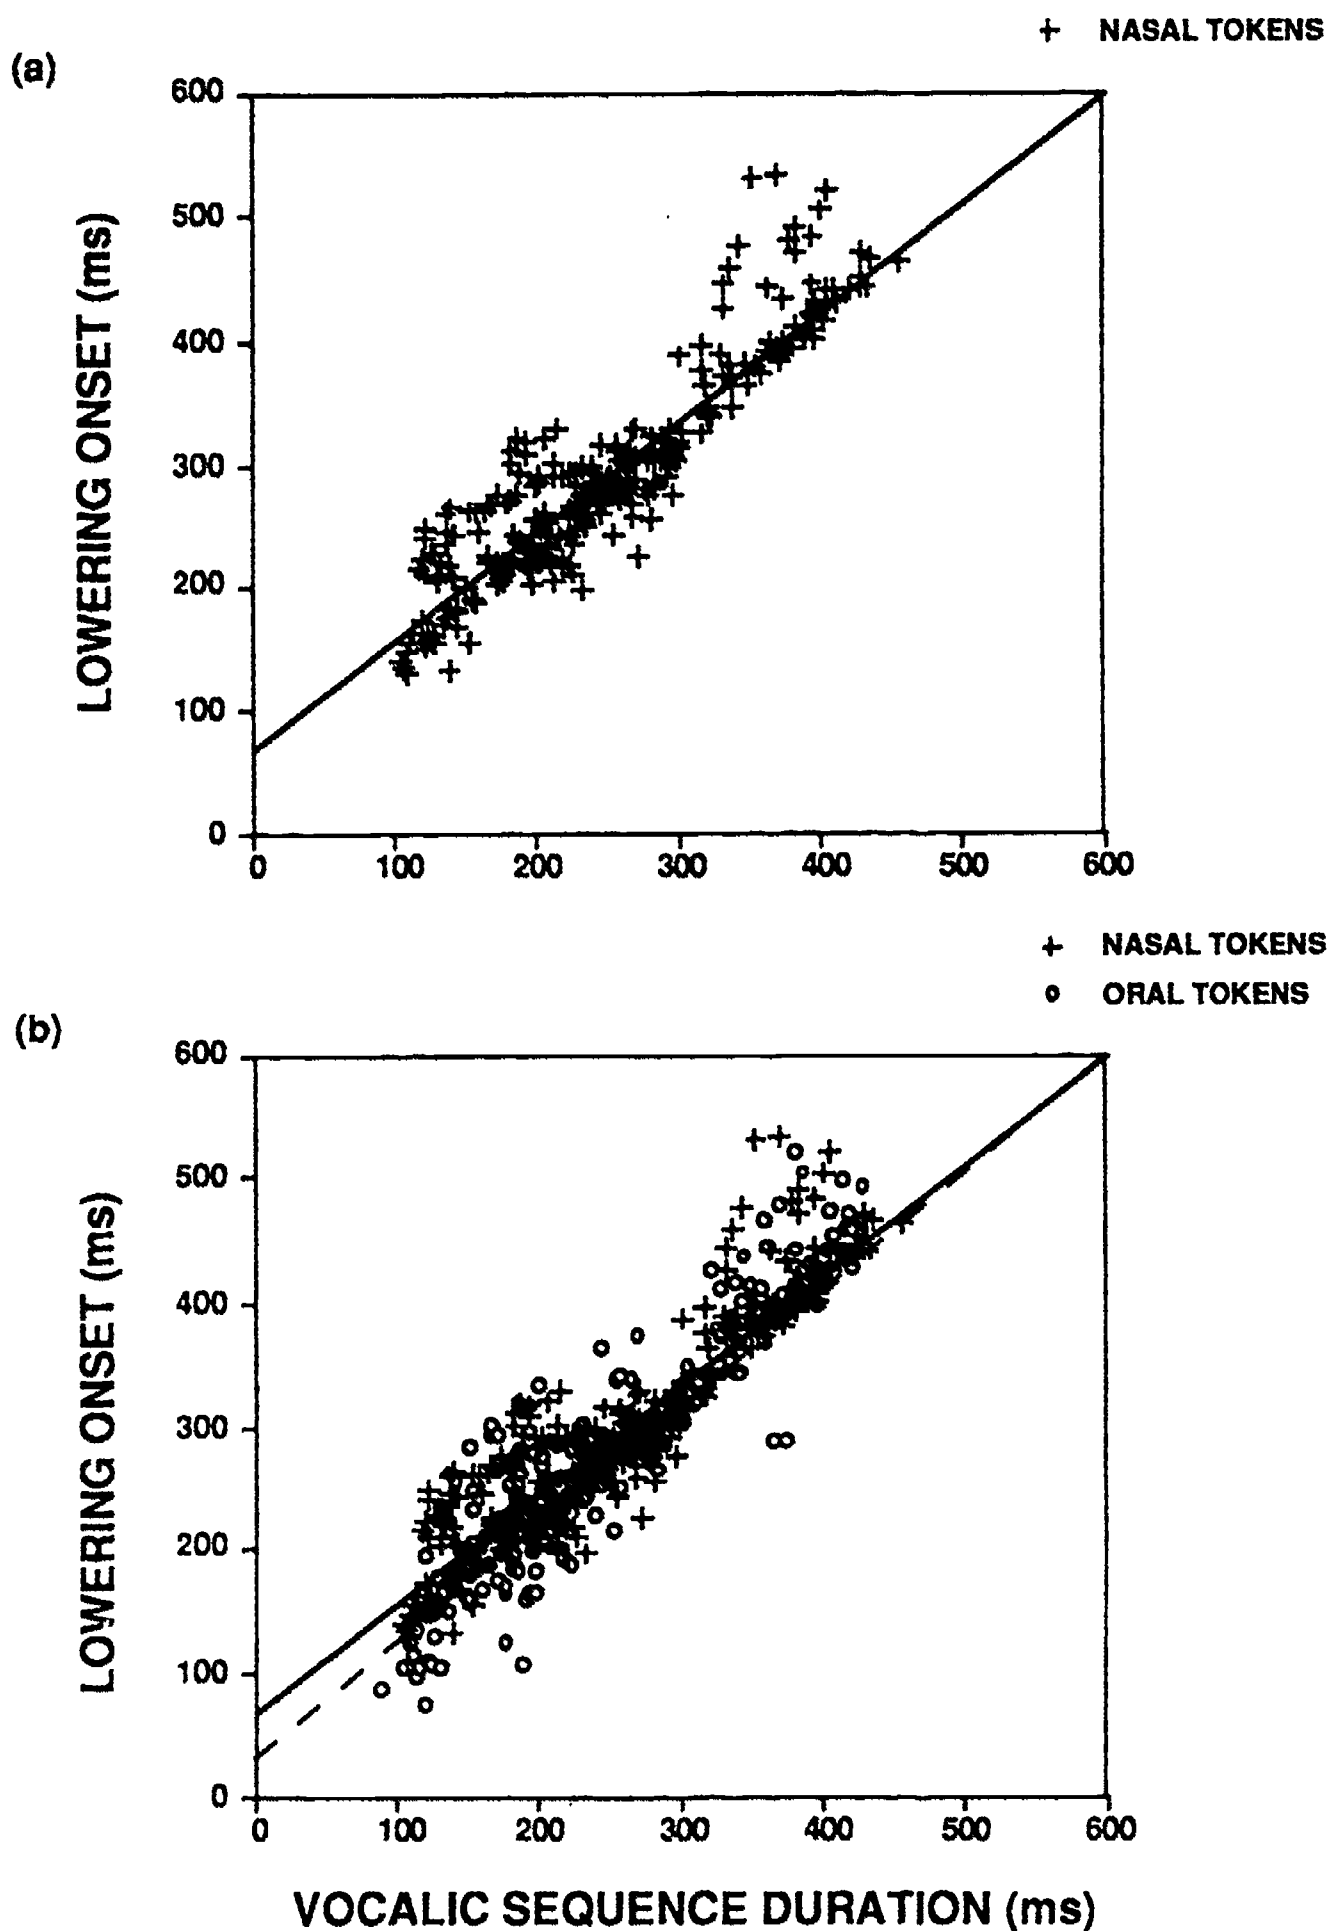 + NASAL TOKENS
(a)
600
500
400
300
200
100
0
0 100 200 300 400 500 600
LOWERING ONSET (ms)
+ NASAL TOKENS
o ORAL TOKENS
(b)
600
500
400
300
200
100
0
0 100 200 300 400 500 600
LOWERING ONSET (ms)
VOCALIC SEQUENCE DURATION (ms)